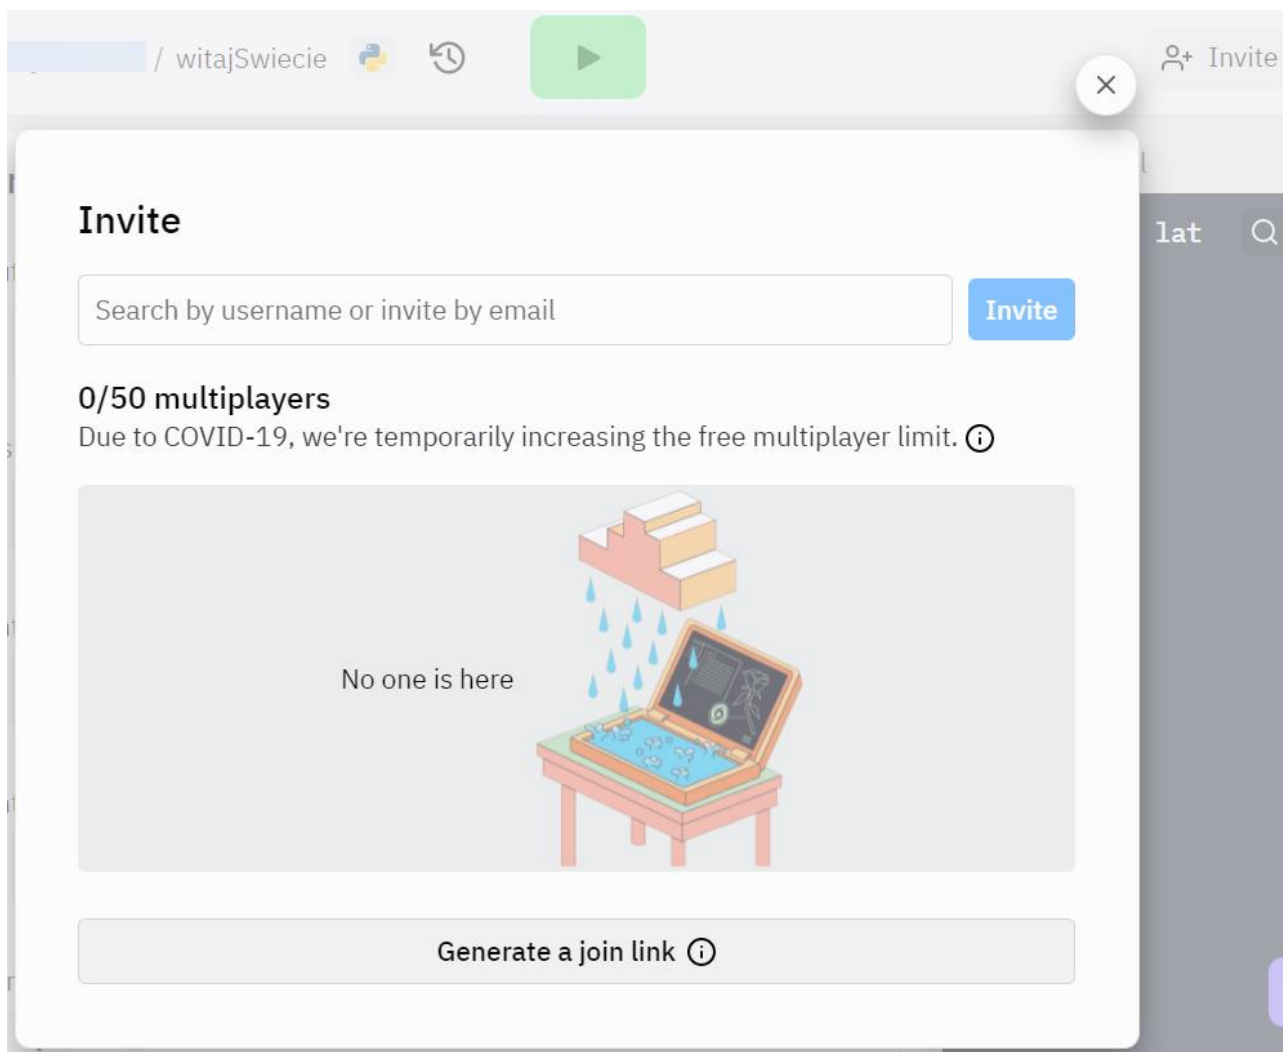 / witajSwiecie
Invite
lat
Invite
Search by username or invite by email
Invite
0/50 multiplayers
Due to COVID-19, we're temporarily increasing the free multiplayer limit.
No one is here
Generate a join link